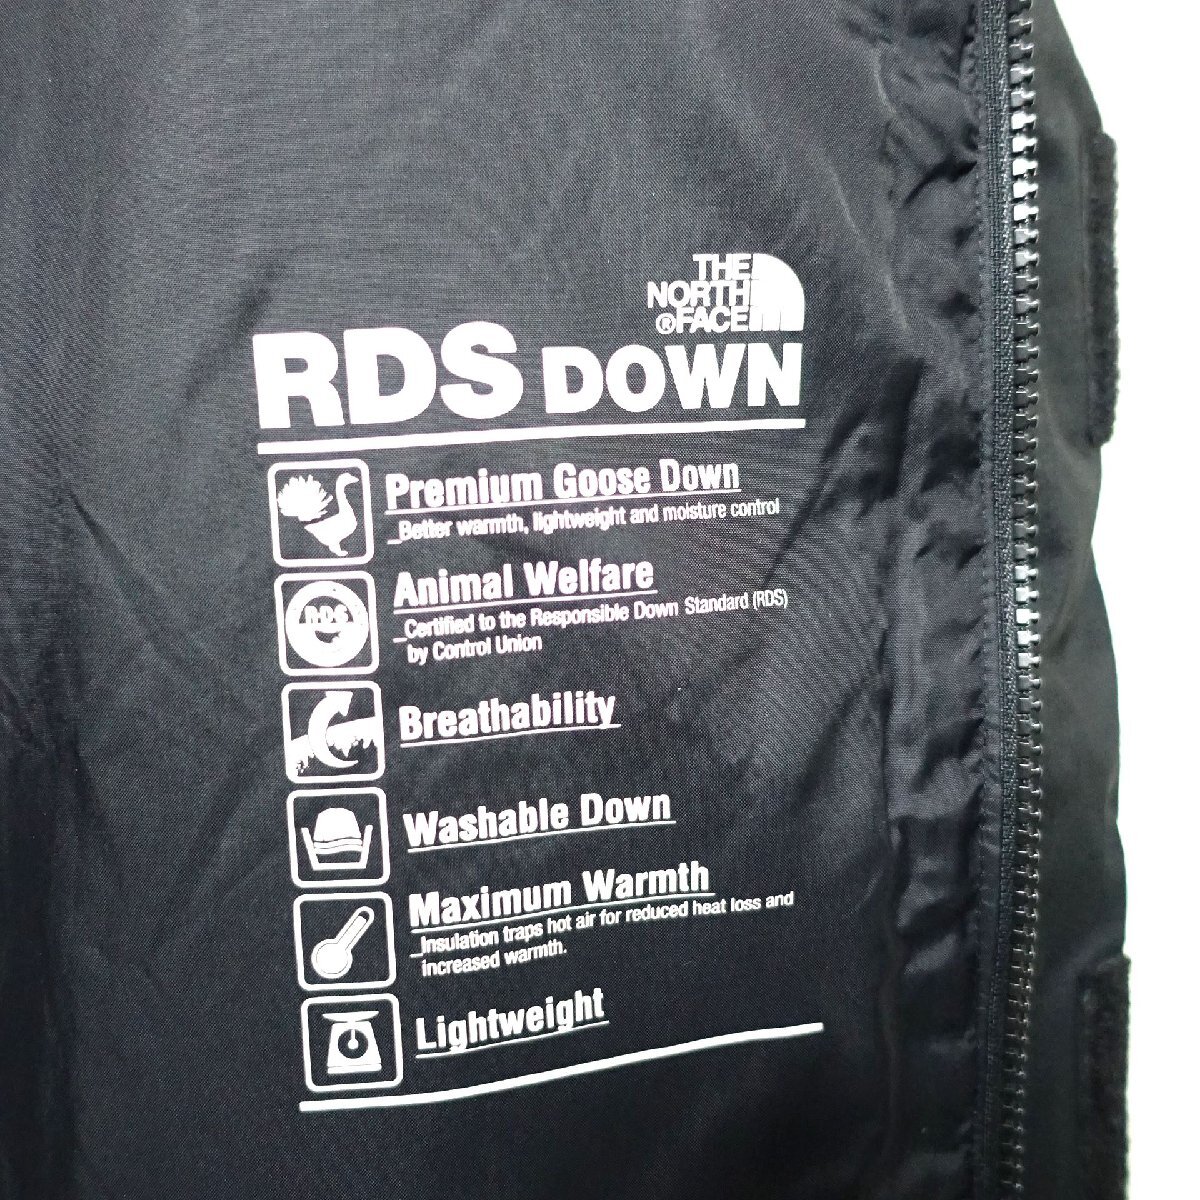 THE
NORTH
®FACE
RDS DOWN
Premium Goose Down
_Better warmth, lightweight and moisture control
RDS
Animal Welfare
_Certified to the Responsible Down Standard (RDS)
by Control Union
Breathability
Washable Down
Maximum Warmth
_Insulation traps hot air for reduced heat loss and
increased warmth.
Lightweight